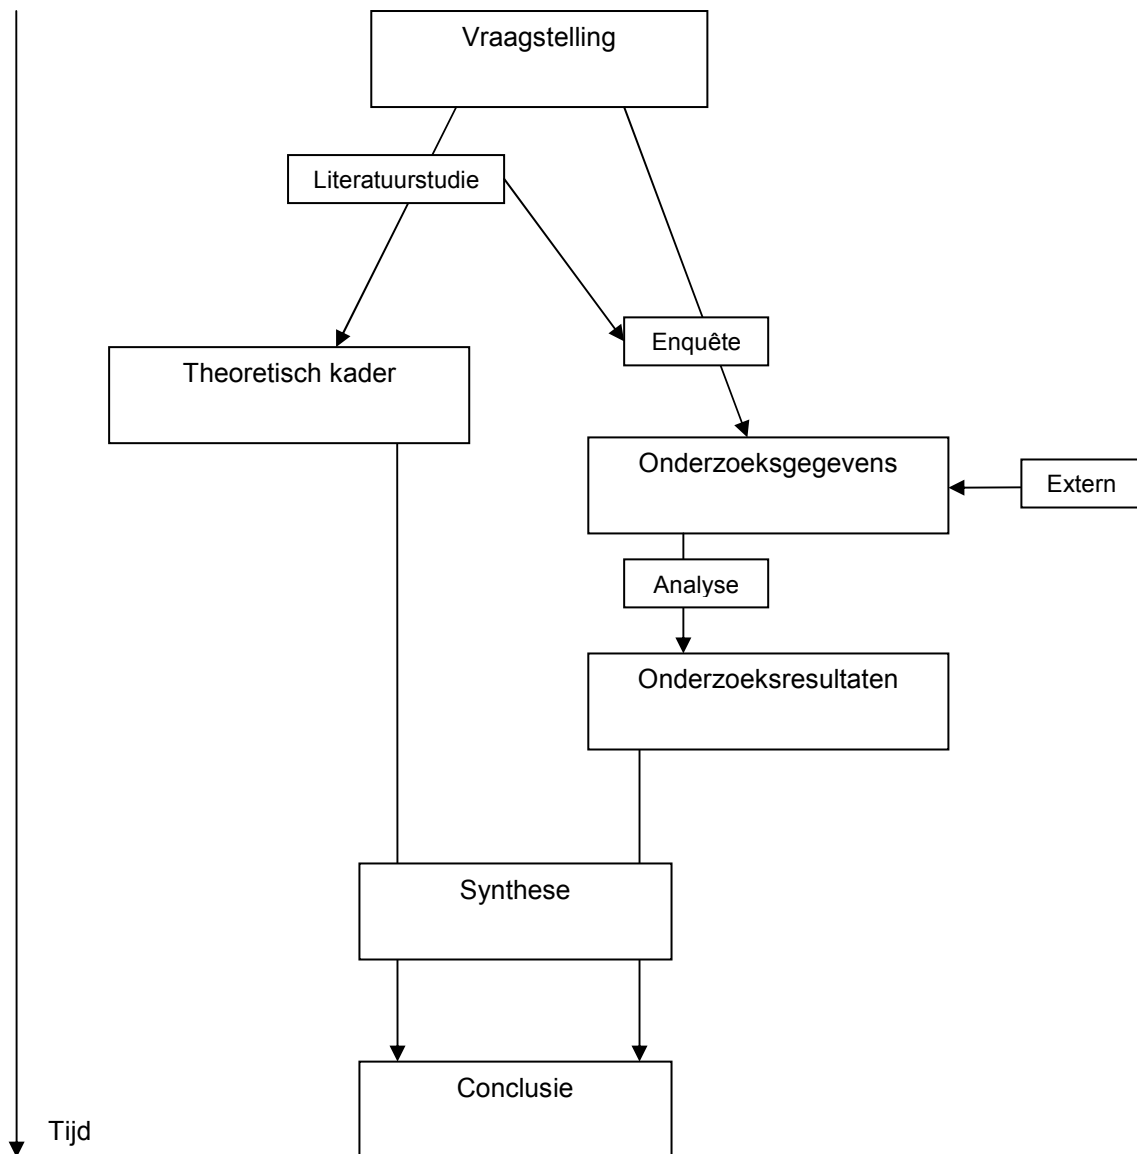 Vraagstelling
Literatuurstudie
Enquête
Theoretisch kader
Onderzoeksgegevens
Extern
Analyse
Onderzoeksresultaten
Synthese
Conclusie
Tijd